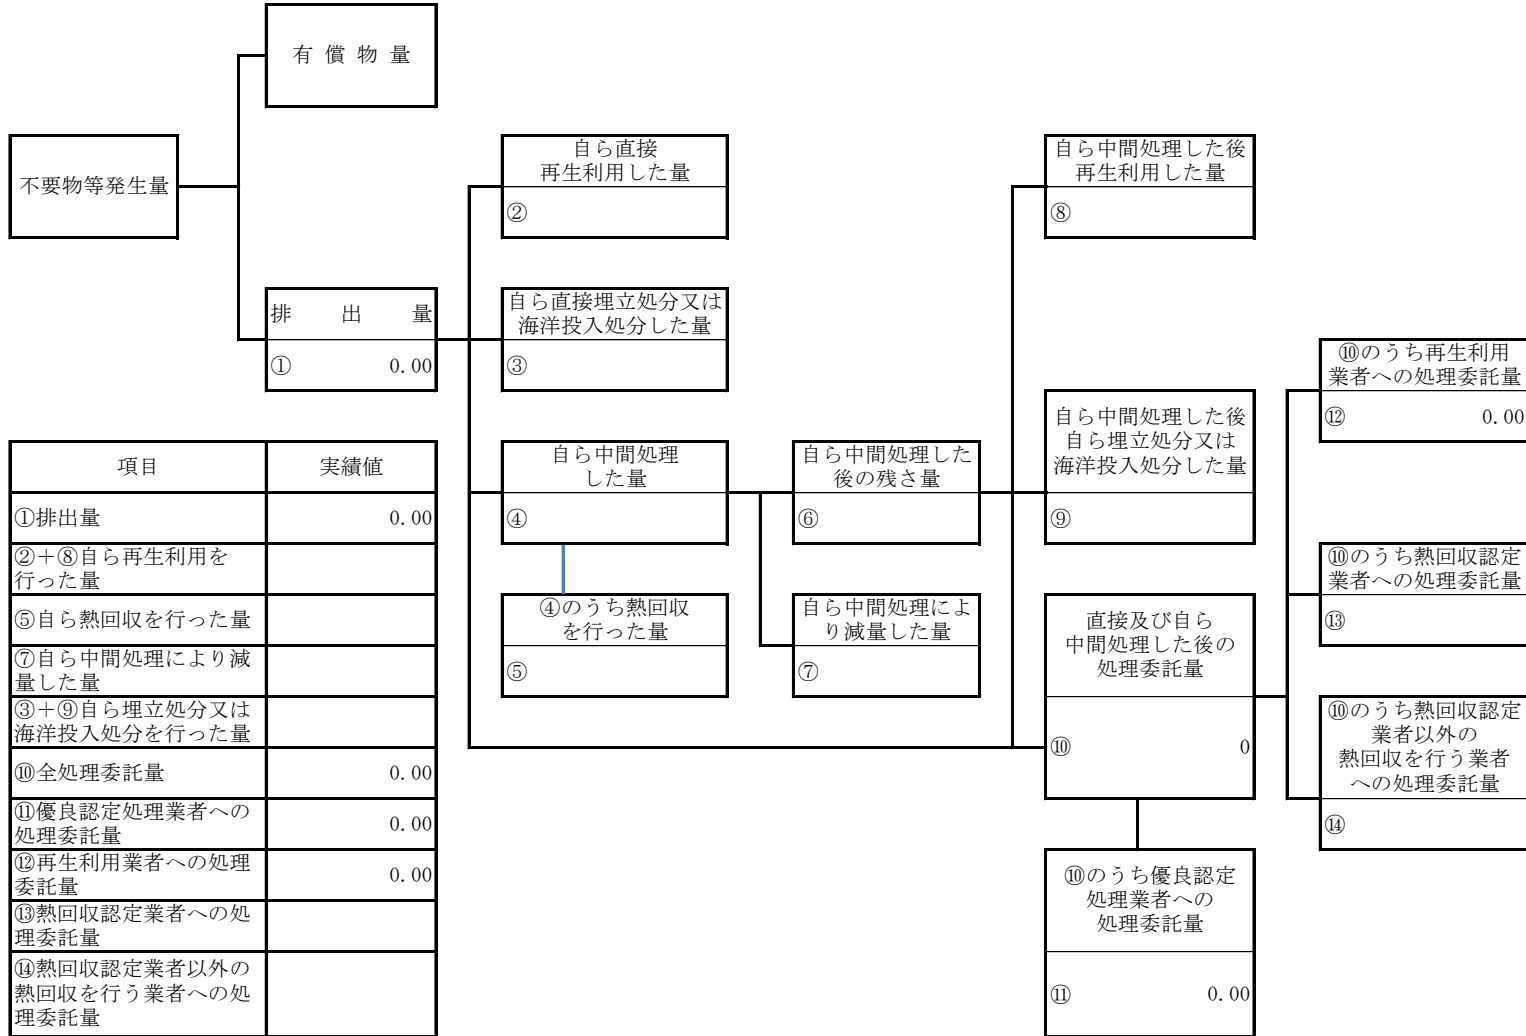 有償物量
不要物等発生量
排出量
① 0.00
自ら直接
再生利用した量
②
自ら直接埋立処分又は
海洋投入処分した量
③
自ら中間処理
した量
④
④のうち熱回収
を行った量
⑤
自ら中間処理した
後の残さ量
⑥
自ら中間処理によ
り減量した量
⑦
自ら中間処理した後
再生利用した量
⑧
自ら中間処理した後
自ら埋立処分又は
海洋投入処分した量
⑨
直接及び自ら
中間処理した後の
処理委託量
⑩ 0
⑩のうち優良認定
処理業者への
処理委託量
⑪ 0.00
⑩のうち再生利用
業者への処理委託量
⑫ 0.00
⑩のうち熱回収認定
業者への処理委託量
⑬
⑩のうち熱回収認定
業者以外の
熱回収を行う業者
への処理委託量
⑭
項目 実績値
①排出量 0.00
②＋⑧自ら再生利用を
行った量
⑤自ら熱回収を行った量
⑦自ら中間処理により減
量した量
③＋⑨自ら埋立処分又は
海洋投入処分を行った量
⑩全処理委託量 0.00
⑪優良認定処理業者への
処理委託量 0.00
⑫再生利用業者への処理
委託量 0.00
⑬熱回収認定業者への処
理委託量
⑭熱回収認定業者以外の
熱回収を行う業者への処
理委託量